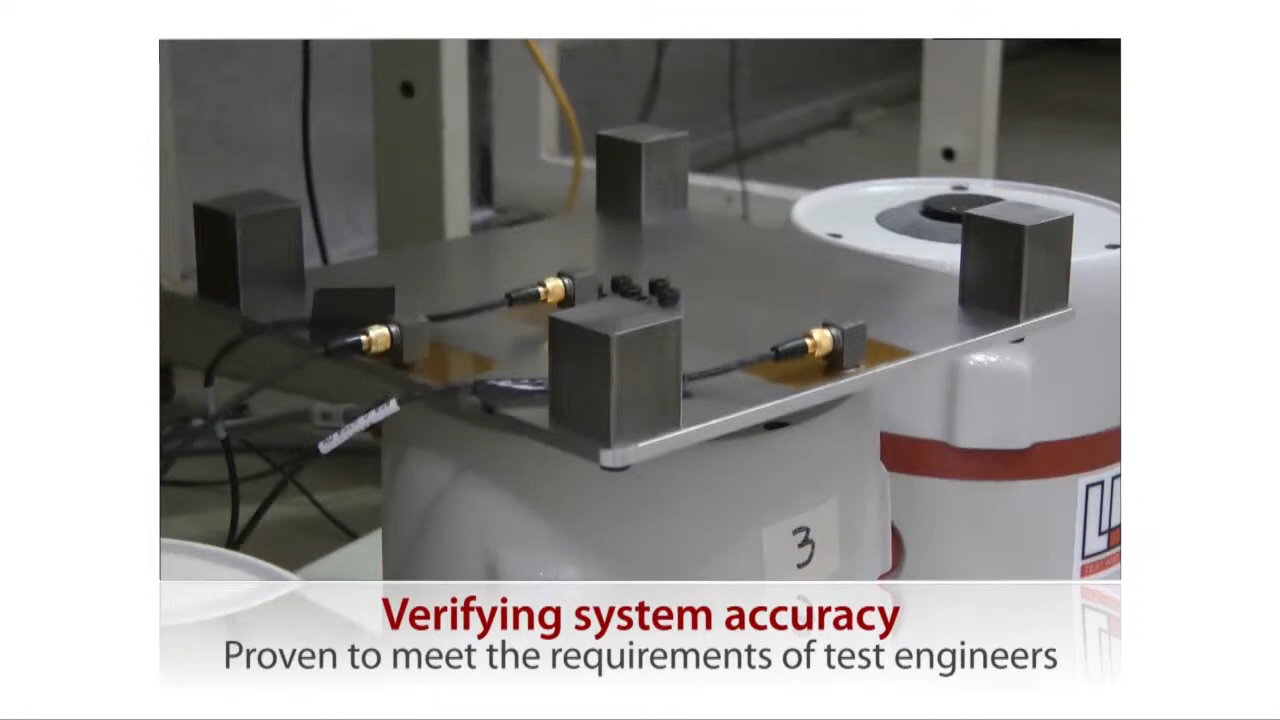 3
Verifying system accuracy
Proven to meet the requirements of test engineers